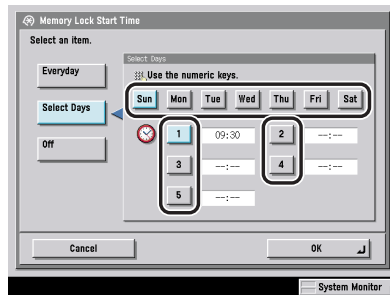 Memory Lock Start Time
Select an item.
Select Days
Everyday
Use the numeric keys.
Select Days
Sun Mon Tue Wed Thu Fri Sat
Off
1 09:30 2 --:--
3 --:-- 4 --:--
5 --:--
Cancel OK
System Monitor